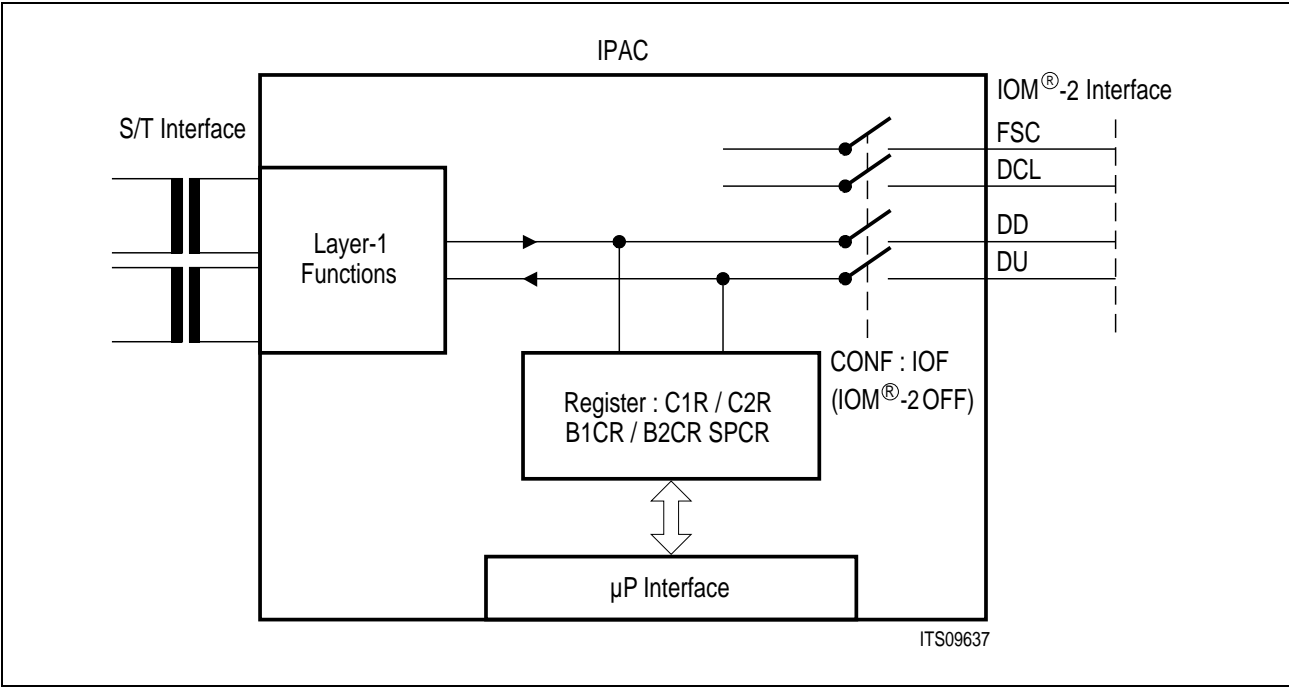 IPAC
IOM®-2 Interface
S/T Interface
FSC
DCL
DD
DU
Layer-1
Functions
CONF : IOF
(IOM®-2 OFF)
Register : C1R / C2R
B1CR / B2CR SPCR
µP Interface
ITS09637